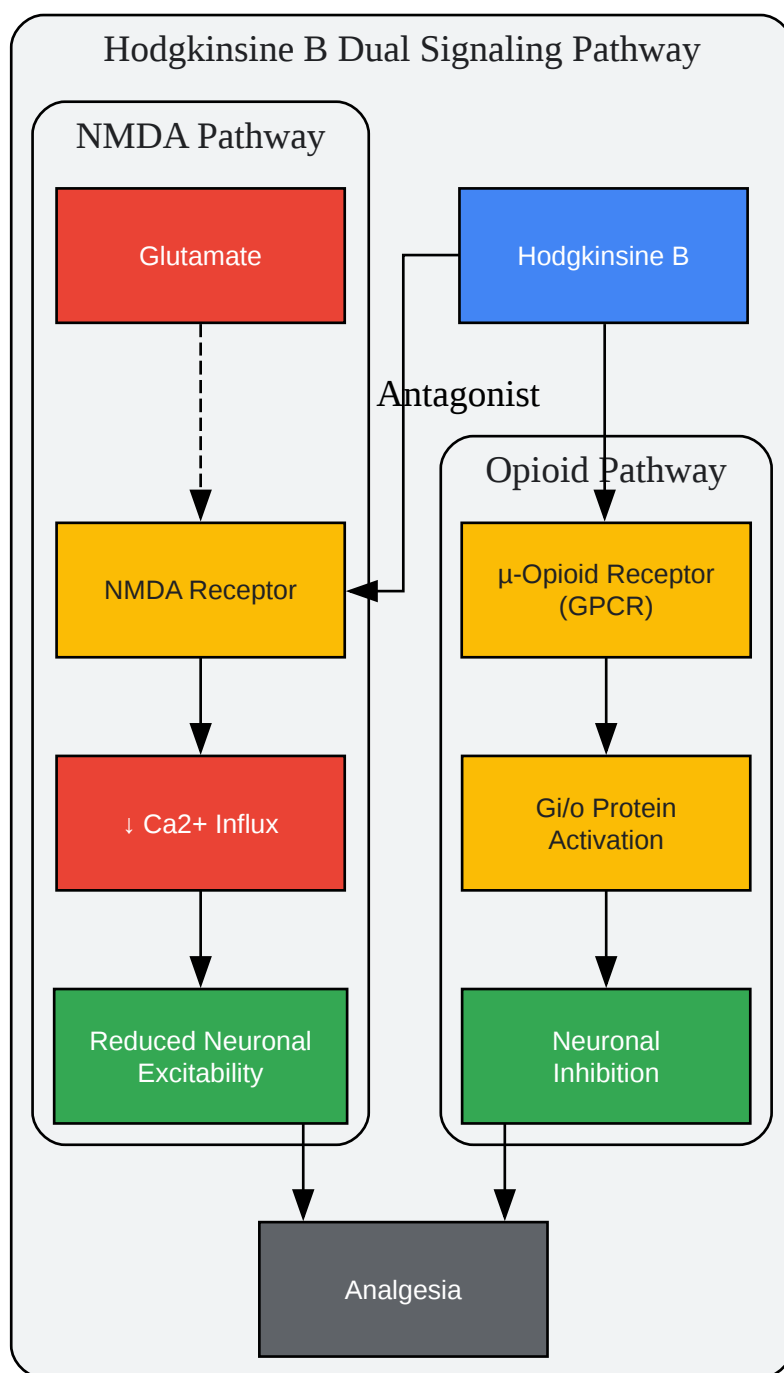 Hodgkinsine B Dual Signaling Pathway
NMDA Pathway
Glutamate
Hodgkinsine B
Antagonist
Opioid Pathway
NMDA Receptor
µ-Opioid Receptor
(GPCR)
↓ Ca2+ Influx
Gi/o Protein
Activation
Reduced Neuronal
Excitability
Neuronal
Inhibition
Analgesia